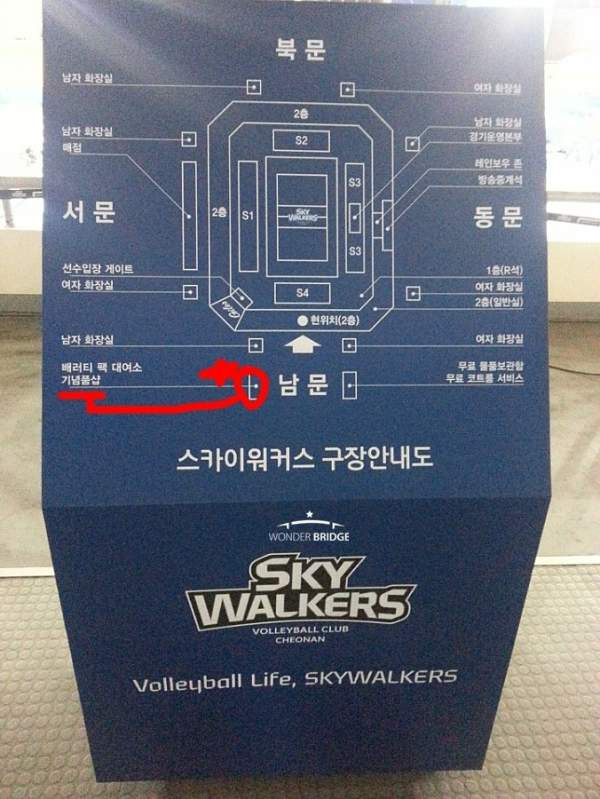 북 문
남자 화장실
여자 화장실
2층
남자 화장실
매점
S2
남자 화장실
경기운영본부
레인보우 존
방송중계석
S3
서 문
2층
S1
SKY
WALKERS
동 문
S3
선수입장 게이트
여자 화장실
S4
1층(R석)
여자 화장실
2층(일반실)
현위치(2층)
남자 화장실
여자 화장실
배러티 팩 대여소
기념품샵
남 문
무료 물품보관함
무료 코트룸 서비스
스카이워커스 구장안내도
WONDER BRIDGE
SKY
WALKERS
VOLLEYBALL CLUB
CHEONAN
Volleyball Life, SKYWALKERS